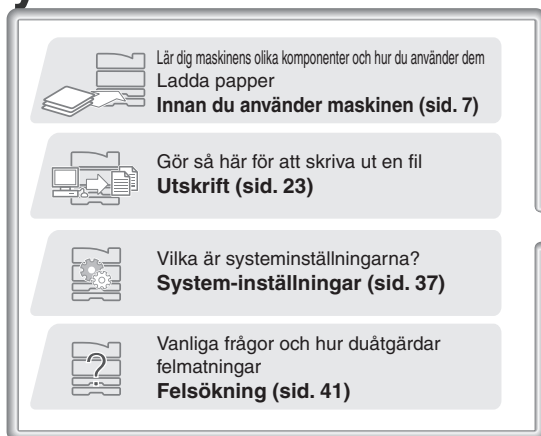 Lär dig maskinens olika komponenter och hur du använder dem
Ladda papper
Innan du använder maskinen (sid. 7)
Gör så här för att skriva ut en fil
Utskrift (sid. 23)
Vilka är systeminställningarna?
System-inställningar (sid. 37)
Vanliga frågor och hur duåtgärdar
felmatningar
Felsökning (sid. 41)